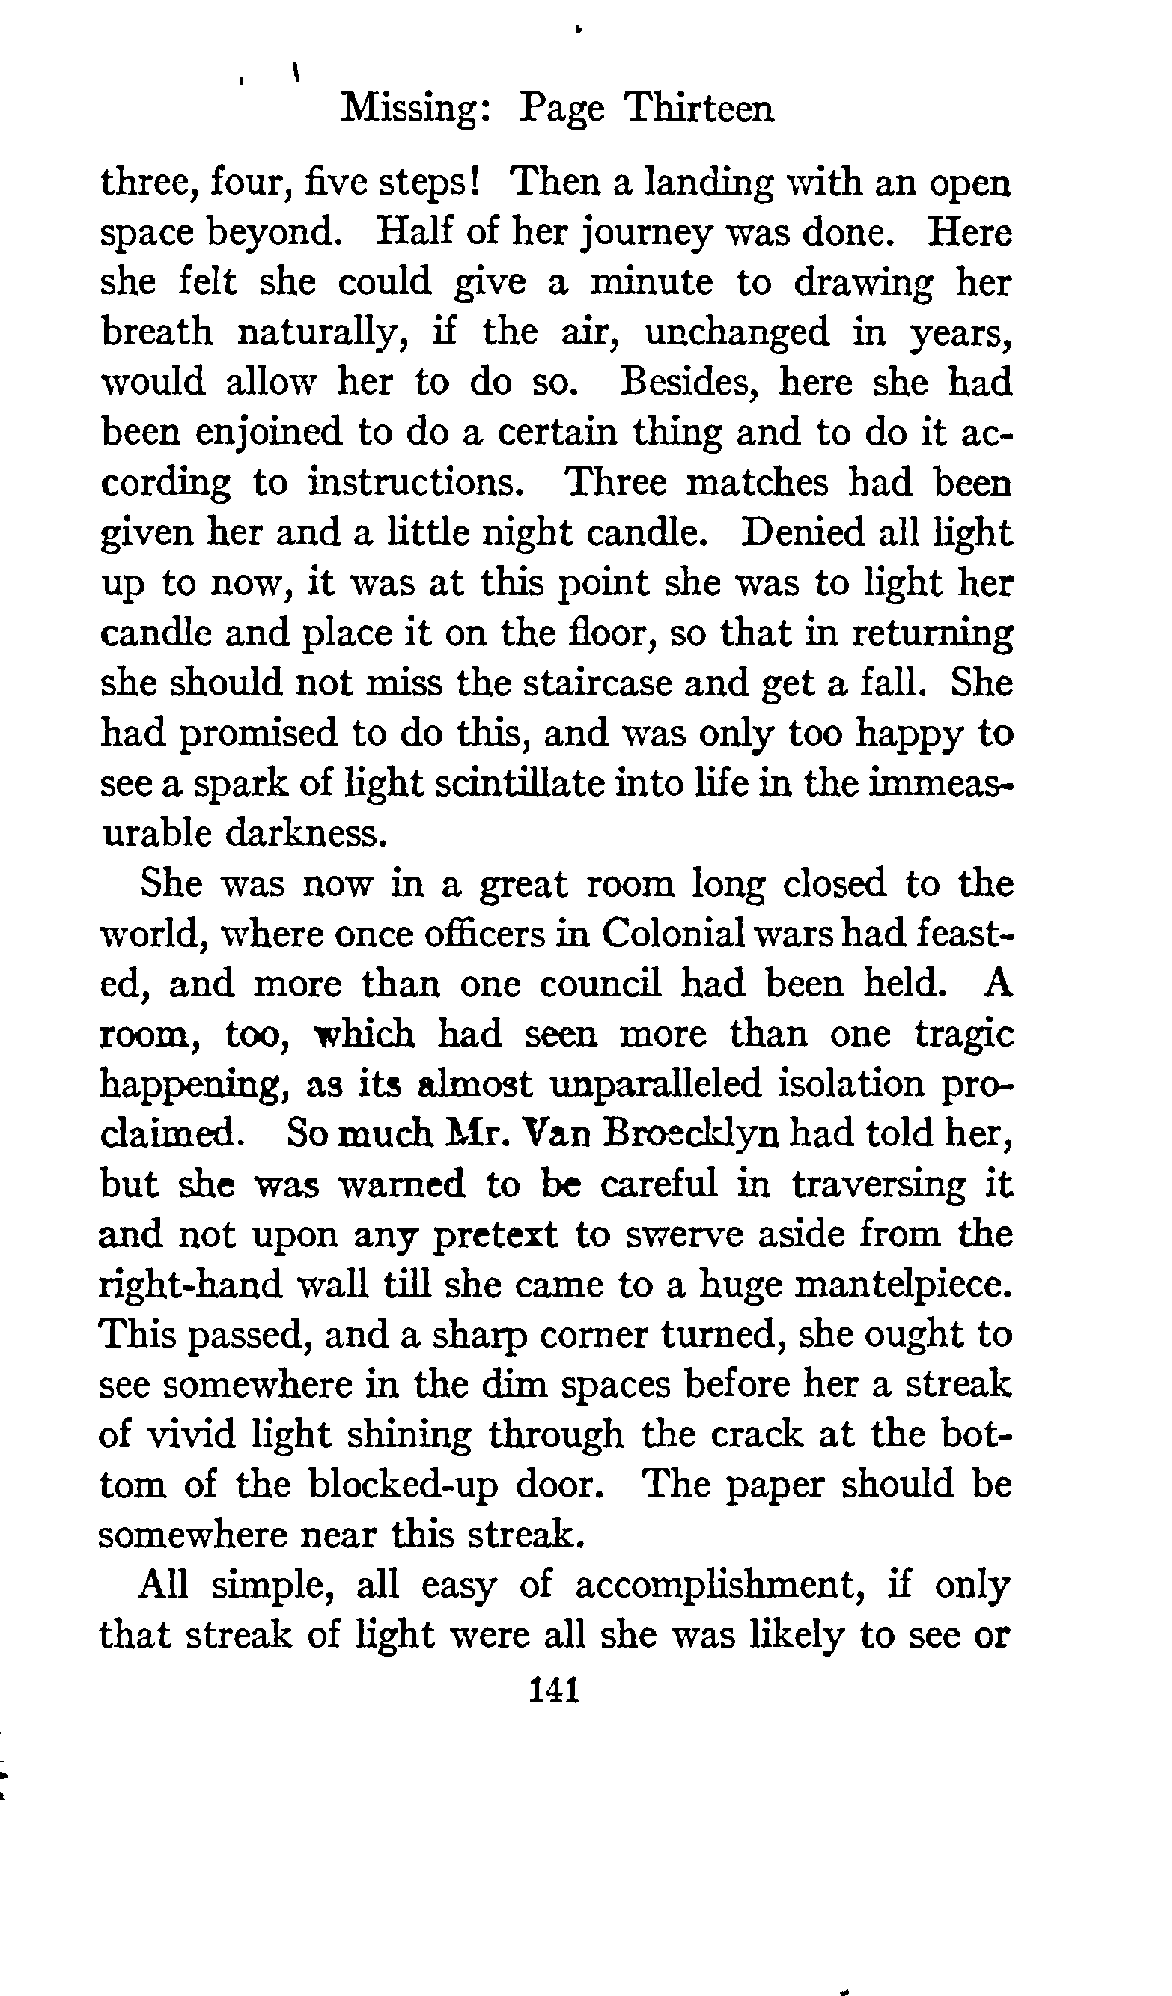 Missing: Page Thirteen
three, four, five steps! Then a landing with an open
space beyond. Half of her journey was done. Here
she felt she could give a minute to drawing her
breath naturally, if the air, unchanged in years,
would allow her to do so. Besides, here she had
been enjoined to do a certain thing and to do it ac-
cording to instructions. Three matches had been
given her and a little night candle. Denied all light
up to now, it was at this point she was to light her
candle and place it on the floor, so that in returning
she should not miss the staircase and get a fall. She
had promised to do this, and was only too happy to
see a spark of light scintillate into life in the immeas-
urable darkness.
She was now in a great room long closed to the
world, where once officers in Colonial wars had feast-
ed, and more than one council had been held. A
room, too, which had seen more than one tragic
happening, as its almost unparalleled isolation pro-
claimed. So much Mr. Van Broecklyn had told her,
but she was warned to be careful in traversing it
and not upon any pretext to swerve aside from the
right-hand wall till she came to a huge mantelpiece.
This passed, and a sharp corner turned, she ought to
see somewhere in the dim spaces before her a streak
of vivid light shining through the crack at the bot-
tom of the blocked-up door. The paper should be
somewhere near this streak.
All simple, all easy of accomplishment, if only
that streak of light were all she was likely to see or
141